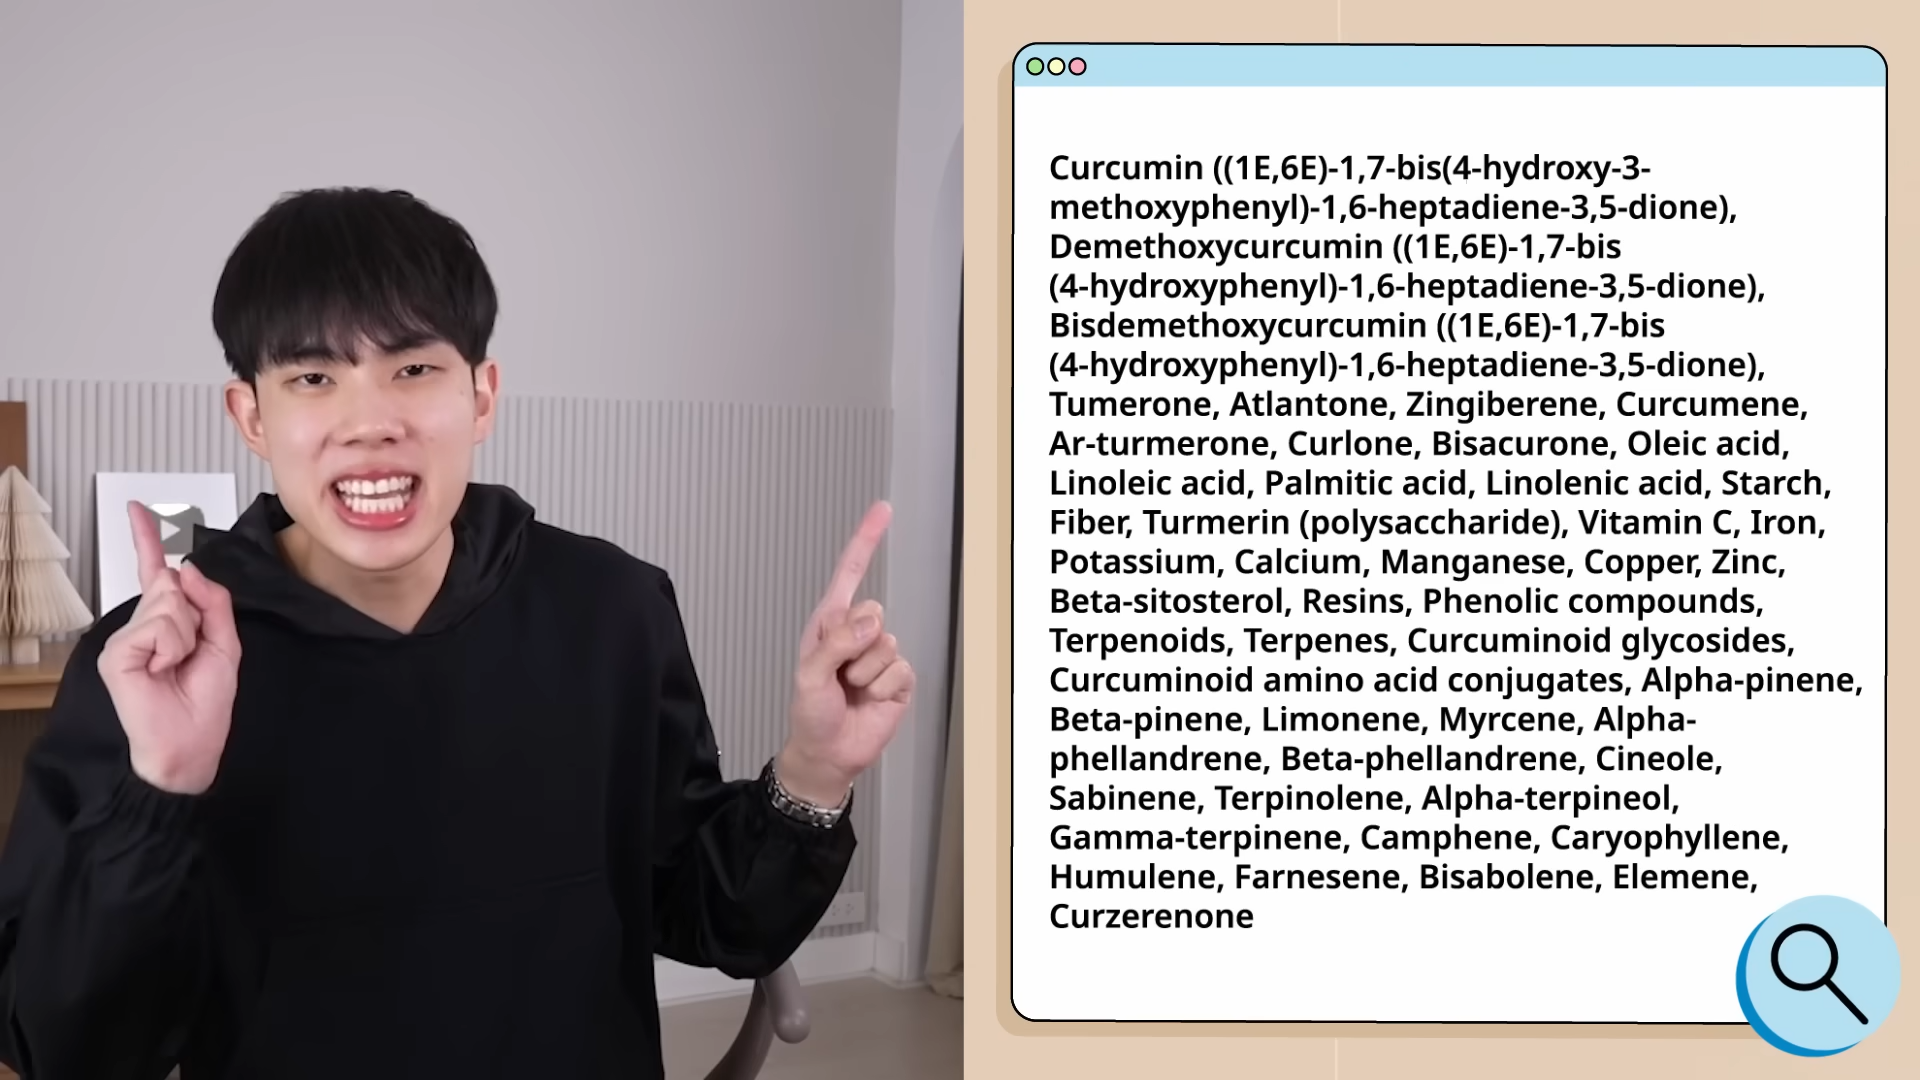 Curcumin ((1E,6E)-1,7-bis(4-hydroxy-3-
methoxyphenyl)-1,6-heptadiene-3,5-dione),
Demethoxycurcumin ((1E,6E)-1,7-bis
(4-hydroxyphenyl)-1,6-heptadiene-3,5-dione),
Bisdemethoxycurcumin ((1E,6E)-1,7-bis
(4-hydroxyphenyl)-1,6-heptadiene-3,5-dione),
Tumerone, Atlantone, Zingiberene, Curcumene,
Ar-turmerone, Curlone, Bisacurone, Oleic acid,
Linoleic acid, Palmitic acid, Linolenic acid, Starch,
Fiber, Turmerin (polysaccharide), Vitamin C, Iron,
Potassium, Calcium, Manganese, Copper, Zinc,
Beta-sitosterol, Resins, Phenolic compounds,
Terpenoids, Terpenes, Curcuminoid glycosides,
Curcuminoid amino acid conjugates, Alpha-pinene,
Beta-pinene, Limonene, Myrcene, Alpha-
phellandrene, Beta-phellandrene, Cineole,
Sabinene, Terpinolene, Alpha-terpineol,
Gamma-terpinene, Camphene, Caryophyllene,
Humulene, Farnesene, Bisabolene, Elemene,
Curzerenone